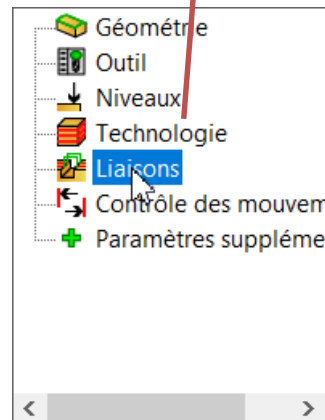 Géométrie
Outil
Niveaux
Technologie
Liaisons
Contrôle des mouvem
Paramètres suppléme